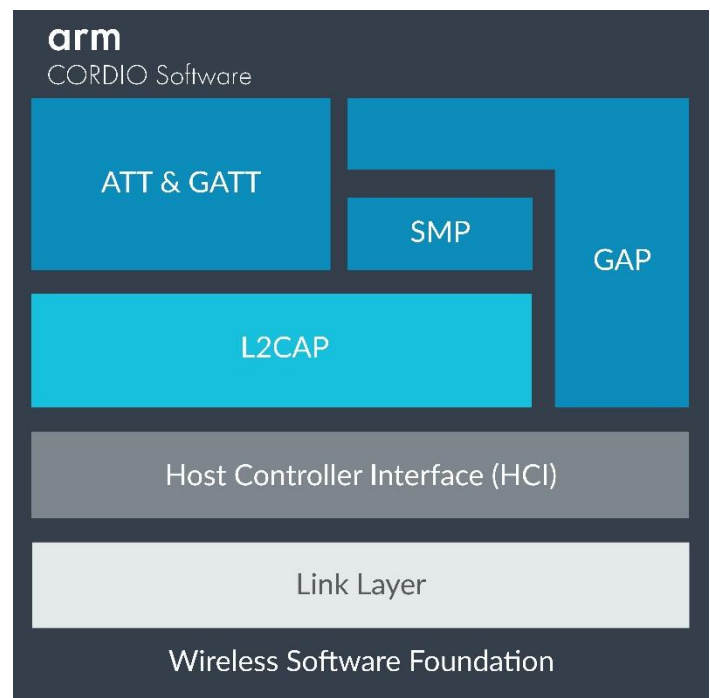 arm
CORDIO Software
ATT & GATT
SMP
GAP
L2CAP
Host Controller Interface (HCI)
Link Layer
Wireless Software Foundation